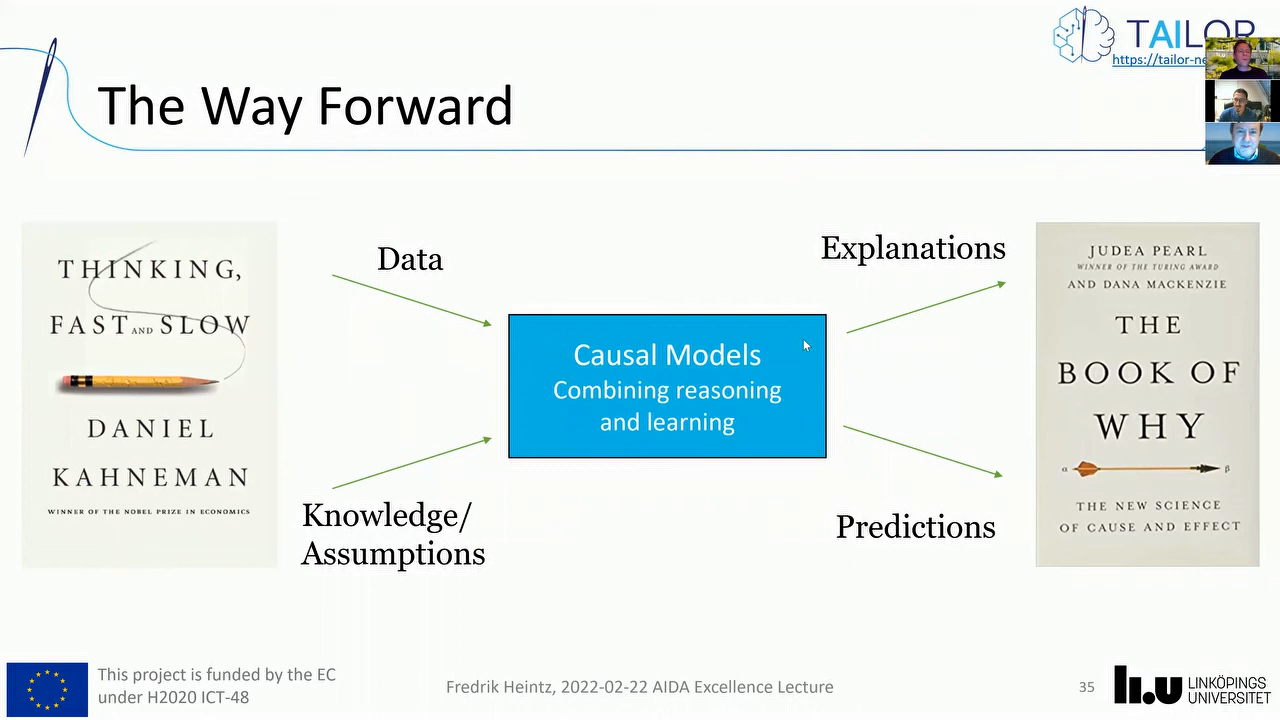 TAILOR
https://tailor-ne
The Way Forward
THINKING,
FAST AND SLOW
DANIEL
KAHNEMAN
WINNER OF THE NOBEL PRIZE IN ECONOMICS
Data
Knowledge/
Assumptions
Causal Models
Combining reasoning
and learning
Explanations
Predictions
JUDEA PEARL
WINNER OF THE TURING AWARD
AND DANA MACKENZIE
THE
BOOK OF
WHY
α β
THE NEW SCIENCE
OF CAUSE AND EFFECT
This project is funded by the EC
under H2020 ICT-48
Fredrik Heintz, 2022-02-22 AIDA Excellence Lecture
35
li.u LINKÖPINGS
UNIVERSITET